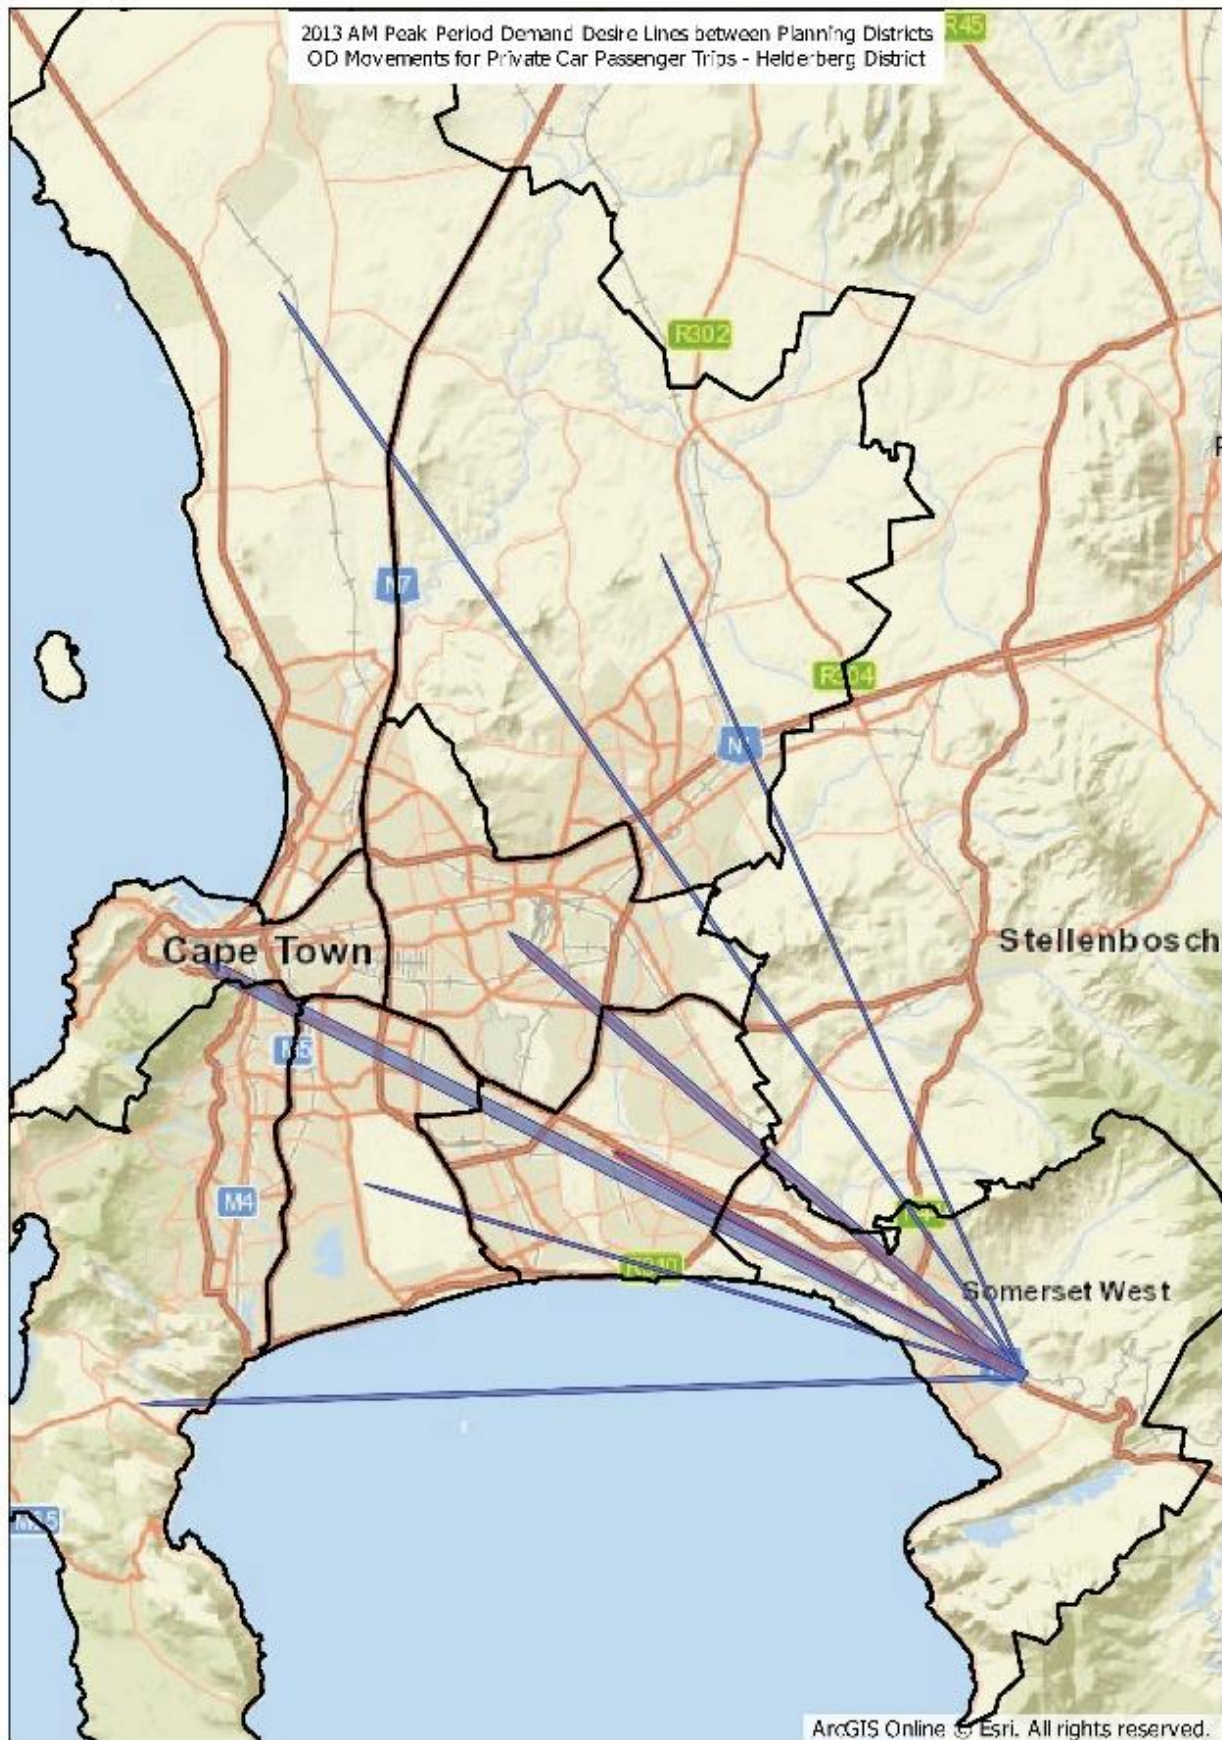 2013 AM Peak Period Demand Desire Lines between Planning Districts
OD Movements for Private Car Passenger Trips - Helderberg District
R45
R302
N7
R304
N1
Cape Town
Stellenbosch
M5
M4
Somerset West
ArcGIS Online © Esri. All rights reserved.